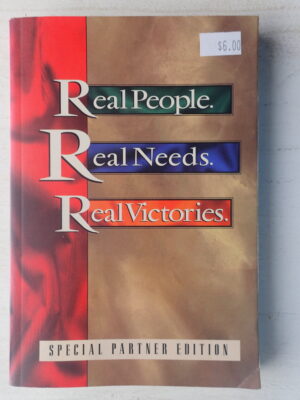 $6.00
Real People.
Real Needs.
Real Victories.
SPECIAL PARTNER EDITION